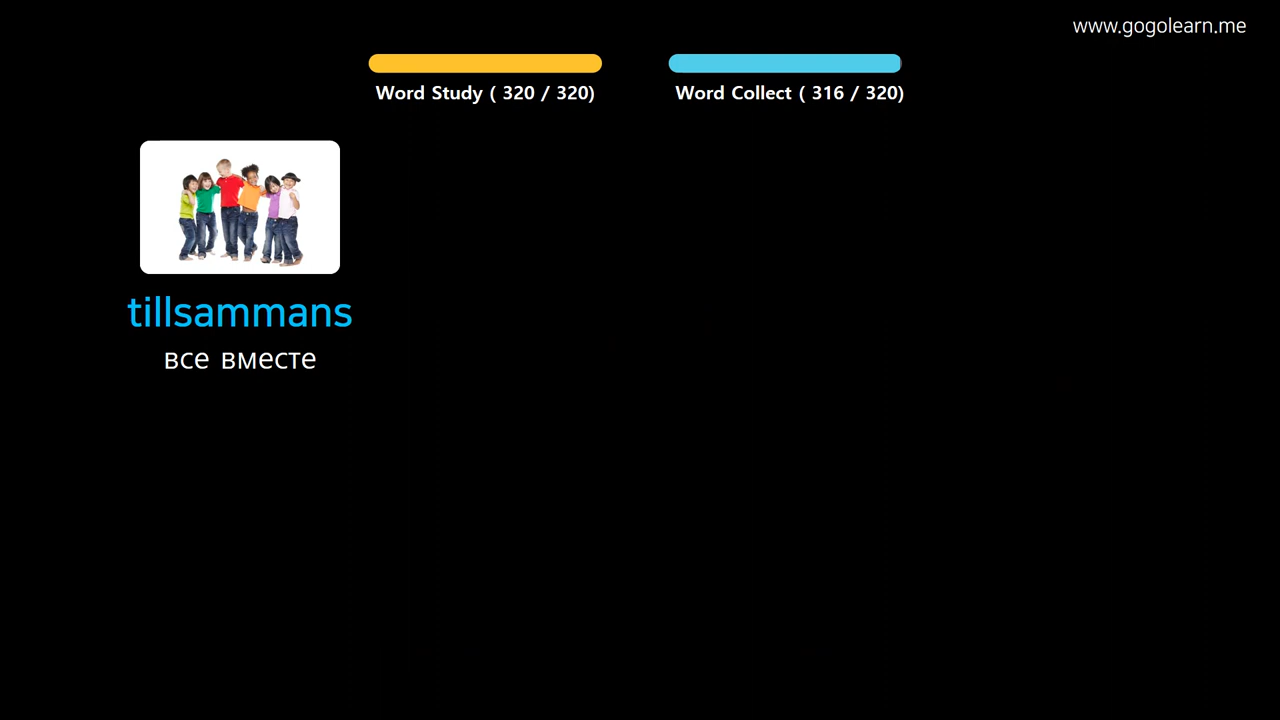 www.gogolearn.me
Word Study ( 320 / 320)
Word Collect ( 316 / 320)
tillsammans
все вместе